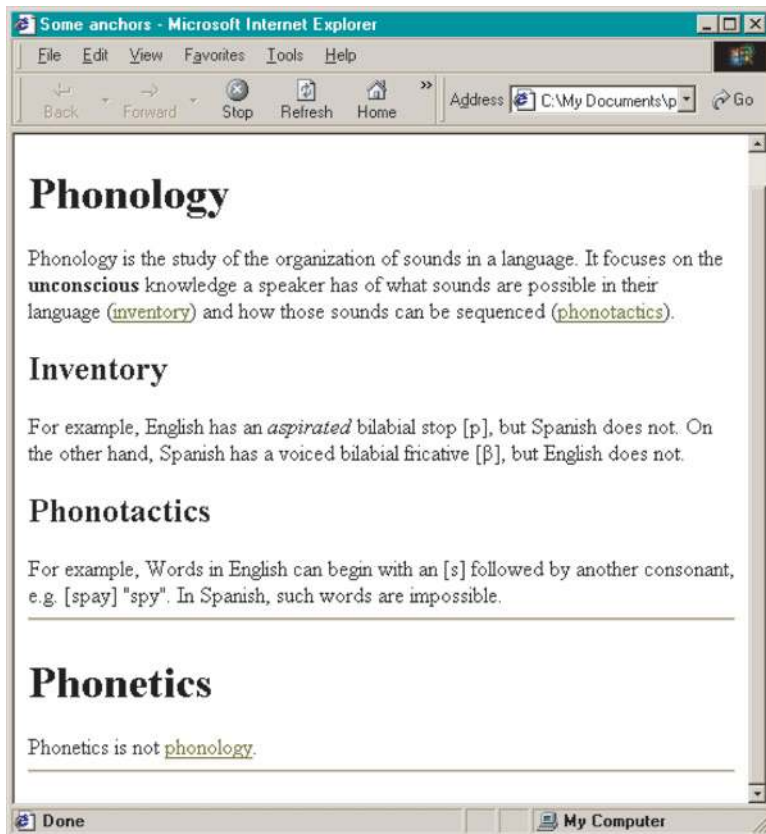 Some anchors - Microsoft Internet Explorer
File Edit View Favorites Tools Help
Back Forward Stop Refresh Home » Address C:\My Documents\p Go
Phonology
Phonology is the study of the organization of sounds in a language. It focuses on the
unconscious knowledge a speaker has of what sounds are possible in their
language (inventory) and how those sounds can be sequenced (phonotactics).
Inventory
For example, English has an aspirated bilabial stop [p], but Spanish does not. On
the other hand, Spanish has a voiced bilabial fricative [β], but English does not.
Phonotactics
For example, Words in English can begin with an [s] followed by another consonant,
e.g. [spay] "spy". In Spanish, such words are impossible.
Phonetics
Phonetics is not phonology.
Done My Computer